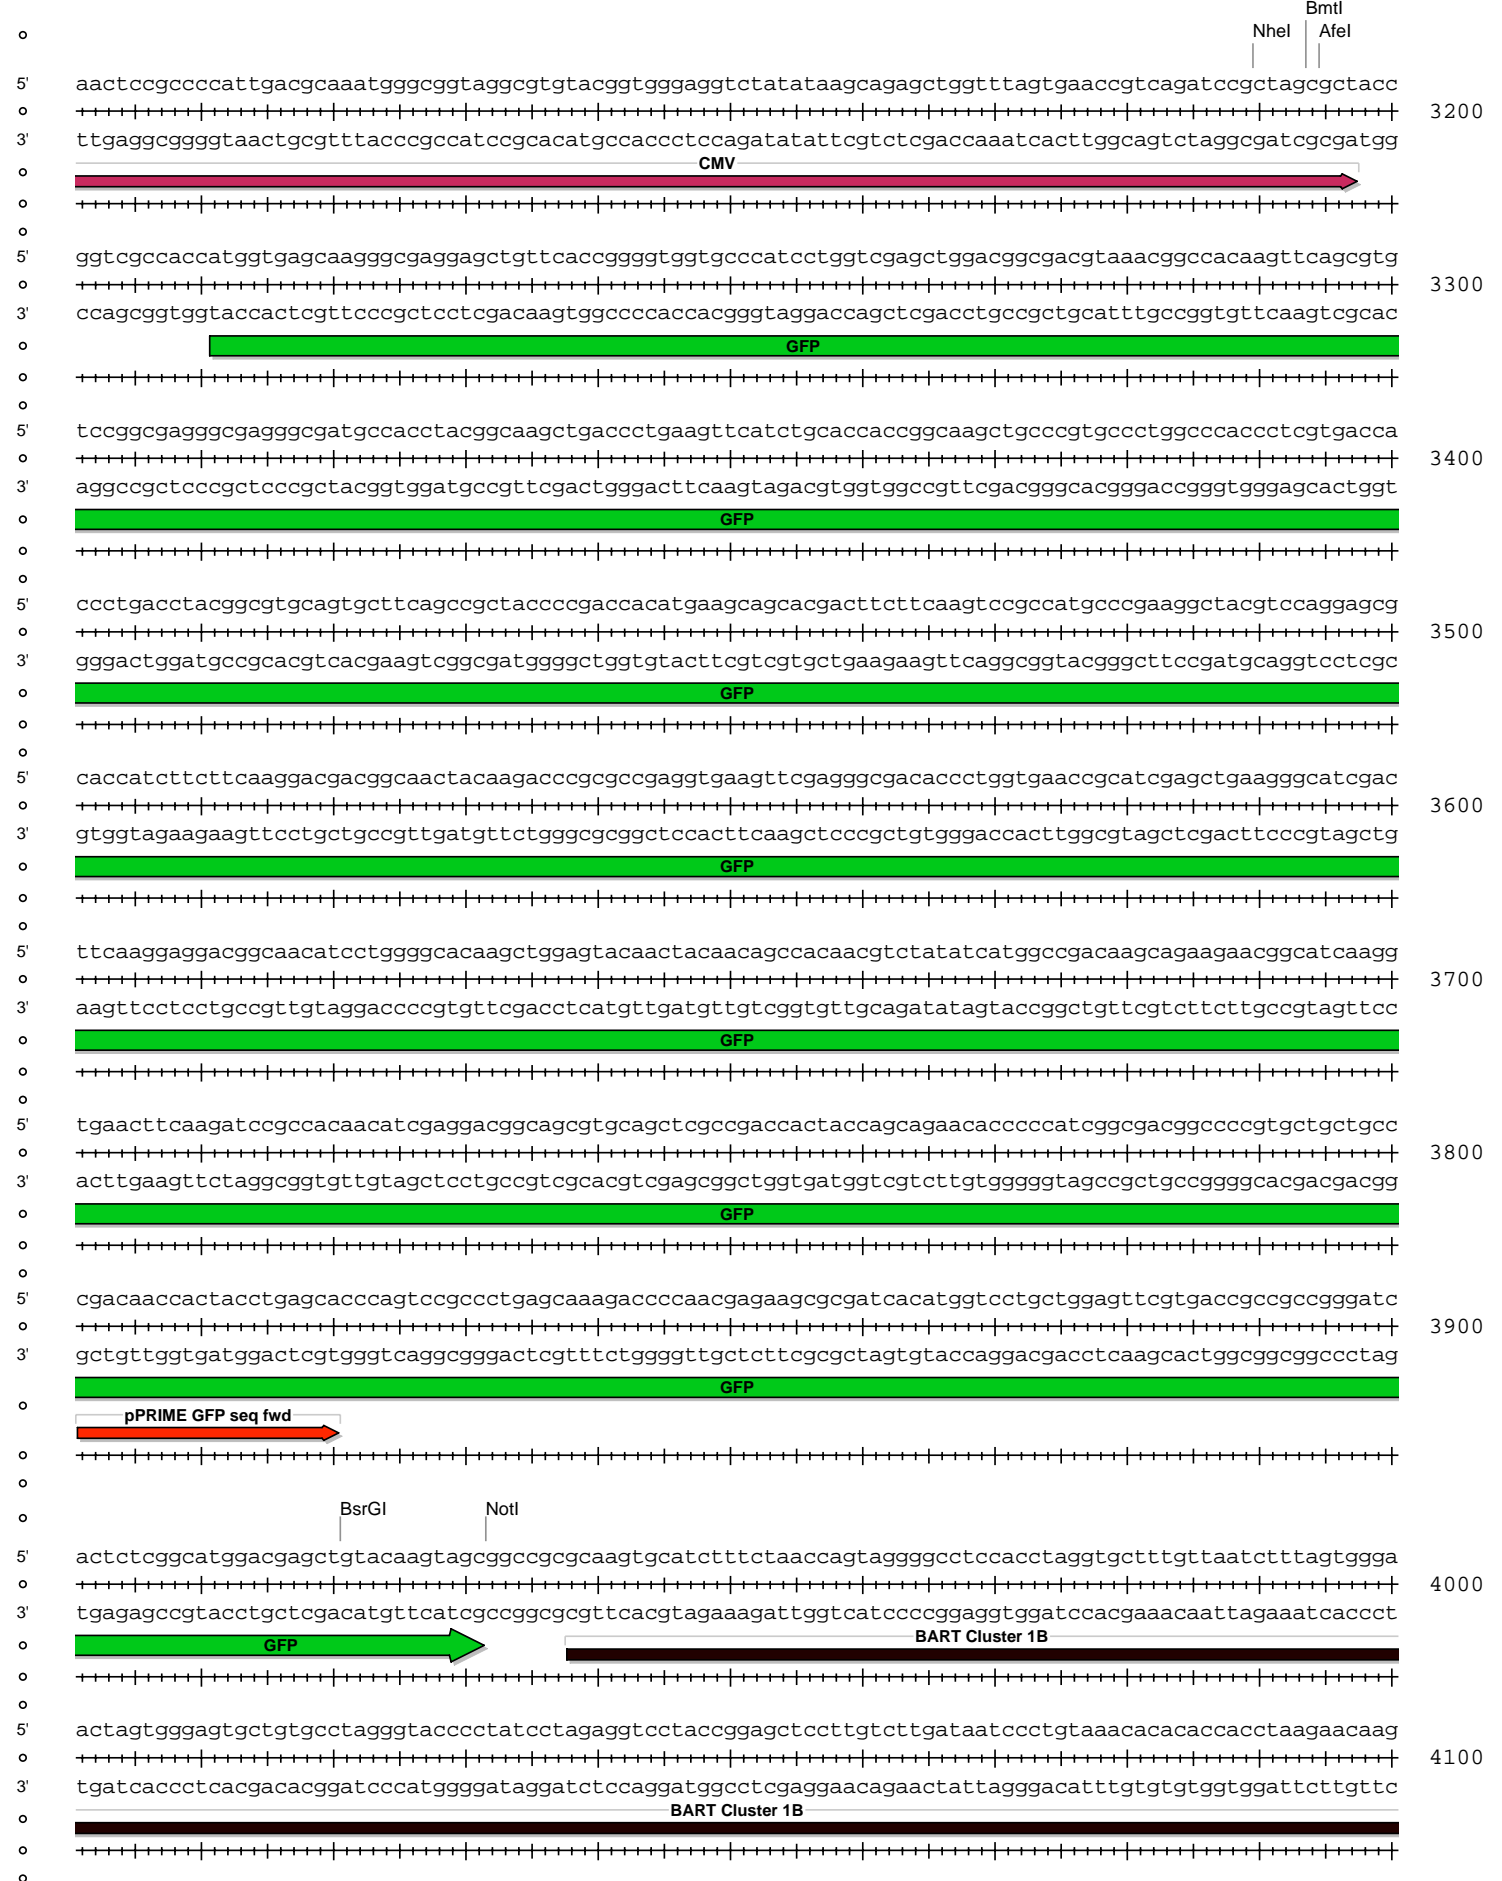 BmtI
NheI AfeI
5' aactccgccccattgacgcaaatgggcggtaggcgtgtacggtgggaggtctatataagcagagctggtttagtgaaccgtcagatccgctagcgctacc
3200
3' ttgaggcggggtaactgcgtttacccgccatccgcacatgccaccctccagatatattcgtctcgaccaaatcacttggcagtctaggcgatcgcgatgg
CMV
5' ggtcgccaccatggtgagcaagggcgaggagctgttcaccggggtggtgcccatcctggtcgagctggacggcgacgtaaacggccacaagttcagcgtg
3300
3' ccagcggtggtaccactcgttcccgctcctcgacaagtggccccaccacgggtaggaccagctcgacctgccgctgcatttgccggtgttcaagtcgcac
GFP
5' tccggcgagggcgagggcgatgccacctacggcaagctgaccctgaagttcatctgcaccaccggcaagctgcccgtgccctggcccaccctcgtgacca
3400
3' aggccgctcccgctcccgctacggtggatgccgttcgactgggacttcaagtagacgtggtggccgttcgacgggcacgggaccgggtgggagcactggt
GFP
5' ccctgacctacggcgtgcagtgcttcagccgctaccccgaccacatgaagcagcacgacttcttcaagtccgccatgcccgaaggctacgtccaggagcg
3500
3' gggactggatgccgcacgtcacgaagtcggcgatggggctggtgtacttcgtcgtgctgaagaagttcaggcggtacgggcttccgatgcaggtcctcgc
GFP
5' caccatcttcttcaaggacgacggcaactacaagacccgcgccgaggtgaagttcgagggcgacaccctggtgaaccgcatcgagctgaagggcatcgac
3600
3' gtggtagaagaagttcctgctgccgttgatgttctgggcgcggctccacttcaagctcccgctgtgggaccacttggcgtagctcgacttcccgtagctg
GFP
5' ttcaaggaggacggcaacatcctggggcacaagctggagtacaactacaacagccacaacgtctatatcatggccgacaagcagaagaacggcatcaagg
3700
3' aagttcctcctgccgttgtaggaccccgtgttcgacctcatgttgatgttgtcggtgttgcagatatagtaccggctgttcgtcttcttgccgtagttcc
GFP
5' tgaacttcaagatccgccacaacatcgaggacggcagcgtgcagctcgccgaccactaccagcagaacacccccatcggcgacggccccgtgctgctgcc
3800
3' acttgaagttctaggcggtgttgtagctcctgccgtcgcacgtcgagcggctggtgatggtcgtcttgtgggggtagccgctgccggggcacgacgacgg
GFP
5' cgacaaccactacctgagcacccagtccgccctgagcaaagaccccaacgagaagcgcgatcacatggtcctgctggagttcgtgaccgccgccgggatc
3900
3' gctgttggtgatggactcgtgggtcaggcgggactcgtttctggggttgctcttcgcgctagtgtaccaggacgacctcaagcactggcggcggccctag
GFP
pPRIME GFP seq fwd
BsrGI NotI
5' actctcggcatggacgagctgtacaagtagcggccgcgcaagtgcatctttctaaccagtaggggcctccacctaggtgctttgttaatctttagtggga
4000
3' tgagagccgtacctgctcgacatgttcatcgccggcgcgttcacgtagaaagattggtcatccccggaggtggatccacgaaacaattagaaatcaccct
GFP BART Cluster 1B
5' actagtgggagtgctgtgcctagggtacccctatcctagaggtcctaccggagctccttgtcttgataatccctgtaaacacacaccacctaagaacaag
4100
3' tgatcaccctcacgacacggatcccatggggataggatctccaggatggcctcgaggaacagaactattagggacatttgtgtgtggtggattcttgttc
BART Cluster 1B